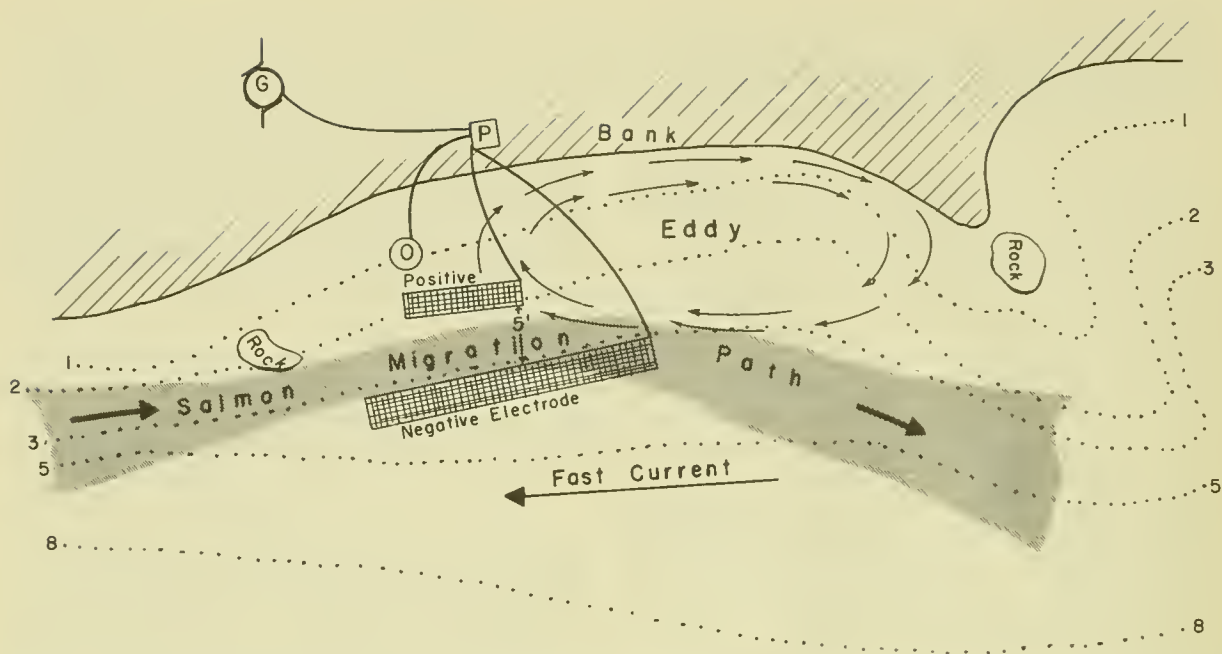 G
P
Bank
1
2
3
Eddy
Rock
O
Positive
5'
Rock
Migration
Path
1
2
Salmon
3
5
Negative Electrode
Fast Current
5
8
8